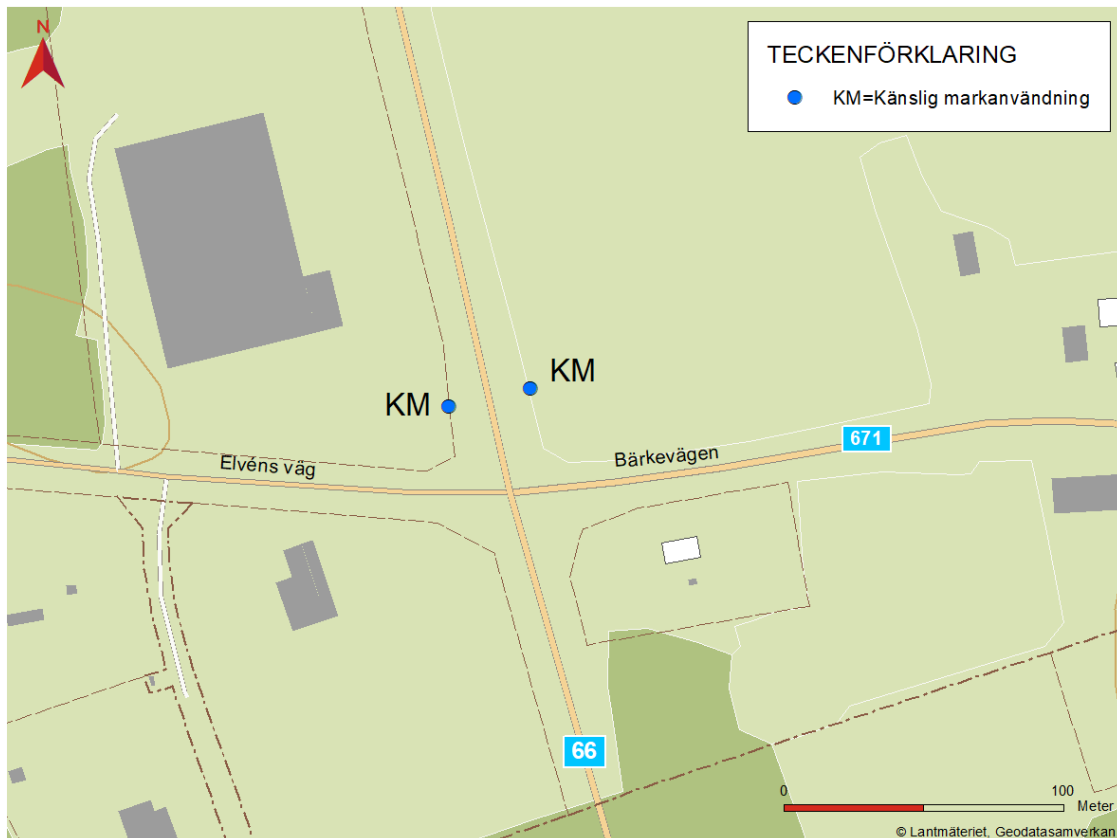 N
TECKENFÖRKLARING
KM=Känslig markanvändning
KM
KM
671
Bärkevägen
Elvéns väg
66
0 100
Meter
© Lantmäteriet, Geodatasamverkan